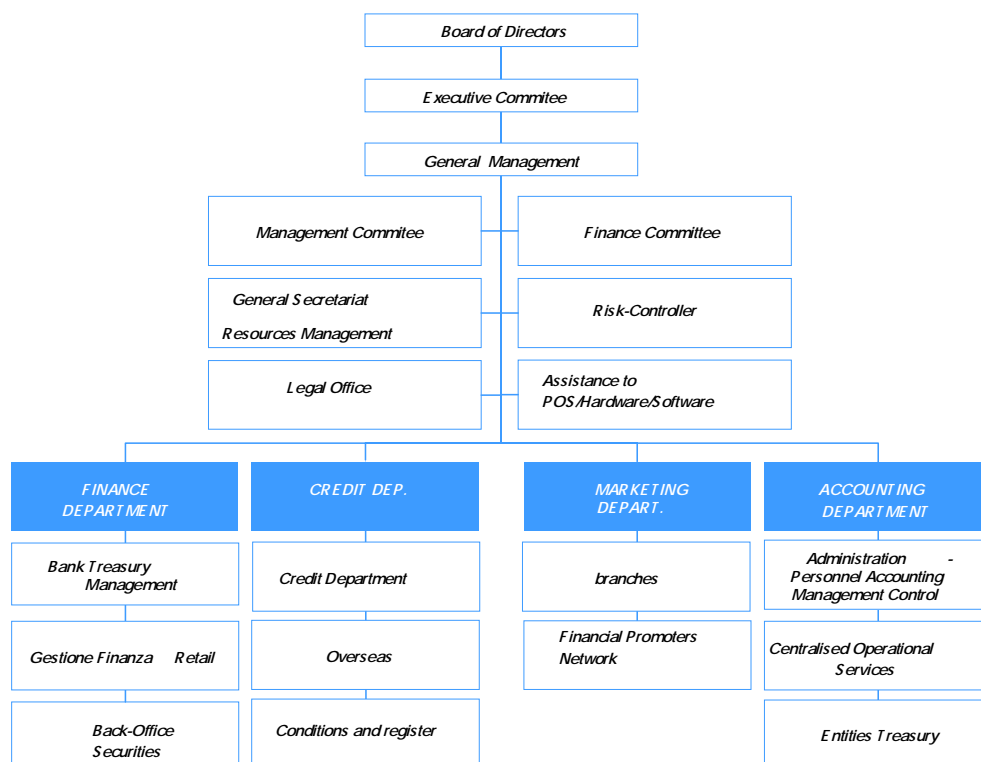 Board of Directors
Executive Commitee
General Management
Management Commitee
Finance Committee
General Secretariat
Resources Management
Risk-Controller
Legal Office
Assistance to
POS/Hardware/Software
FINANCE
DEPARTMENT
CREDIT DEP.
MARKETING
DEPART.
ACCOUNTING
DEPARTMENT
Bank Treasury
Management
Credit Department
branches
Administration -
Personnel Accounting
Management Control
Gestione Finanza Retail
Overseas
Financial Promoters
Network
Centralised Operational
Services
Back-Office
Securities
Conditions and register
Entities Treasury